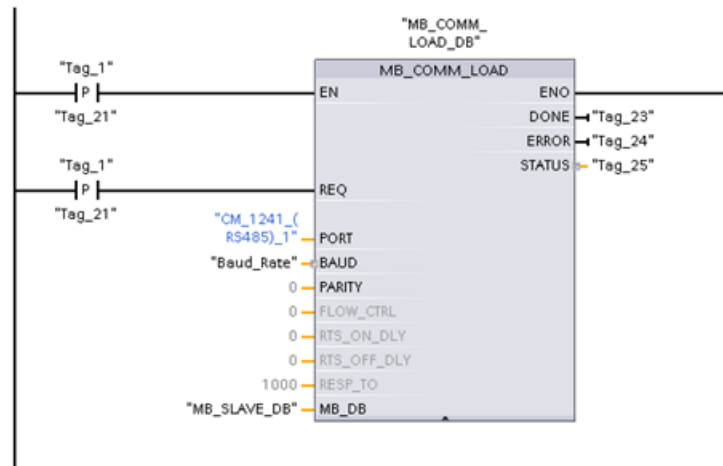 "MB_COMM_
LOAD_DB"
MB_COMM_LOAD
"Tag_1"
P
"Tag_21"
EN
ENO
DONE
"Tag_23"
ERROR
"Tag_24"
STATUS
"Tag_25"
"Tag_1"
P
"Tag_21"
REQ
"CM_1241_(
RS485)_1"
PORT
"Baud_Rate"
BAUD
0
PARITY
0
FLOW_CTRL
0
RTS_ON_DLY
0
RTS_OFF_DLY
1000
RESP_TO
"MB_SLAVE_DB"
MB_DB